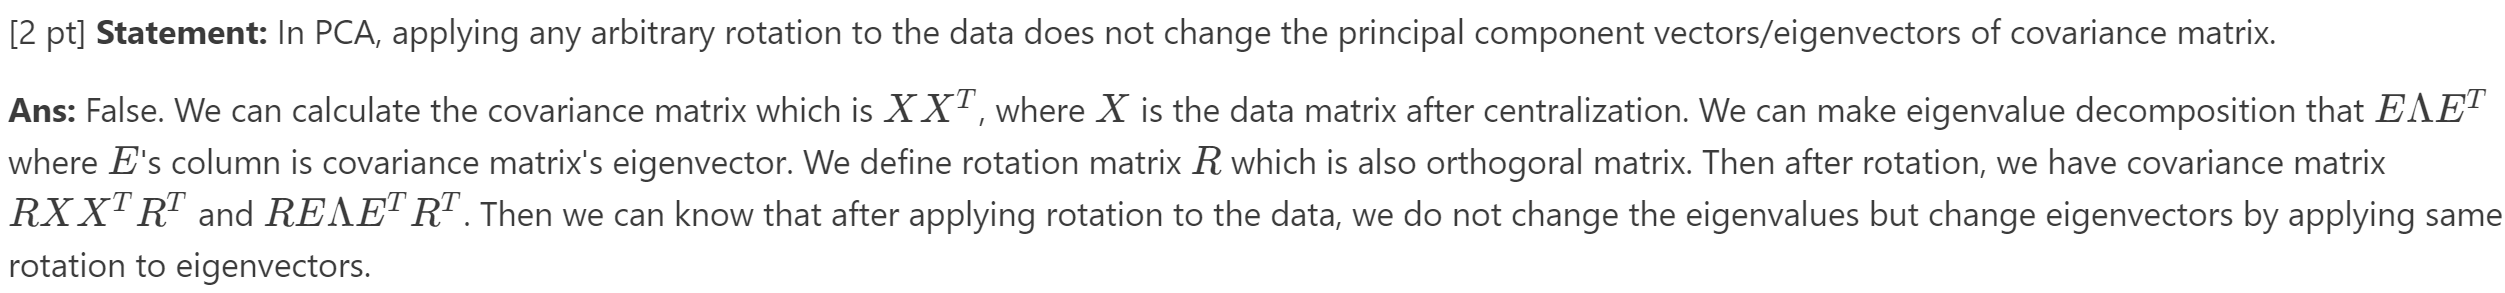 [2 pt] Statement: In PCA, applying any arbitrary rotation to the data does not change the principal component vectors/eigenvectors of covariance matrix.
Ans: False. We can calculate the covariance matrix which is $XX^T$, where $X$ is the data matrix after centralization. We can make eigenvalue decomposition that $E\Lambda E^T$
where $E$'s column is covariance matrix's eigenvector. We define rotation matrix $R$ which is also orthogoral matrix. Then after rotation, we have covariance matrix
$RXX^TR^T$ and $RE\Lambda E^TR^T$. Then we can know that after applying rotation to the data, we do not change the eigenvalues but change eigenvectors by applying same
rotation to eigenvectors.